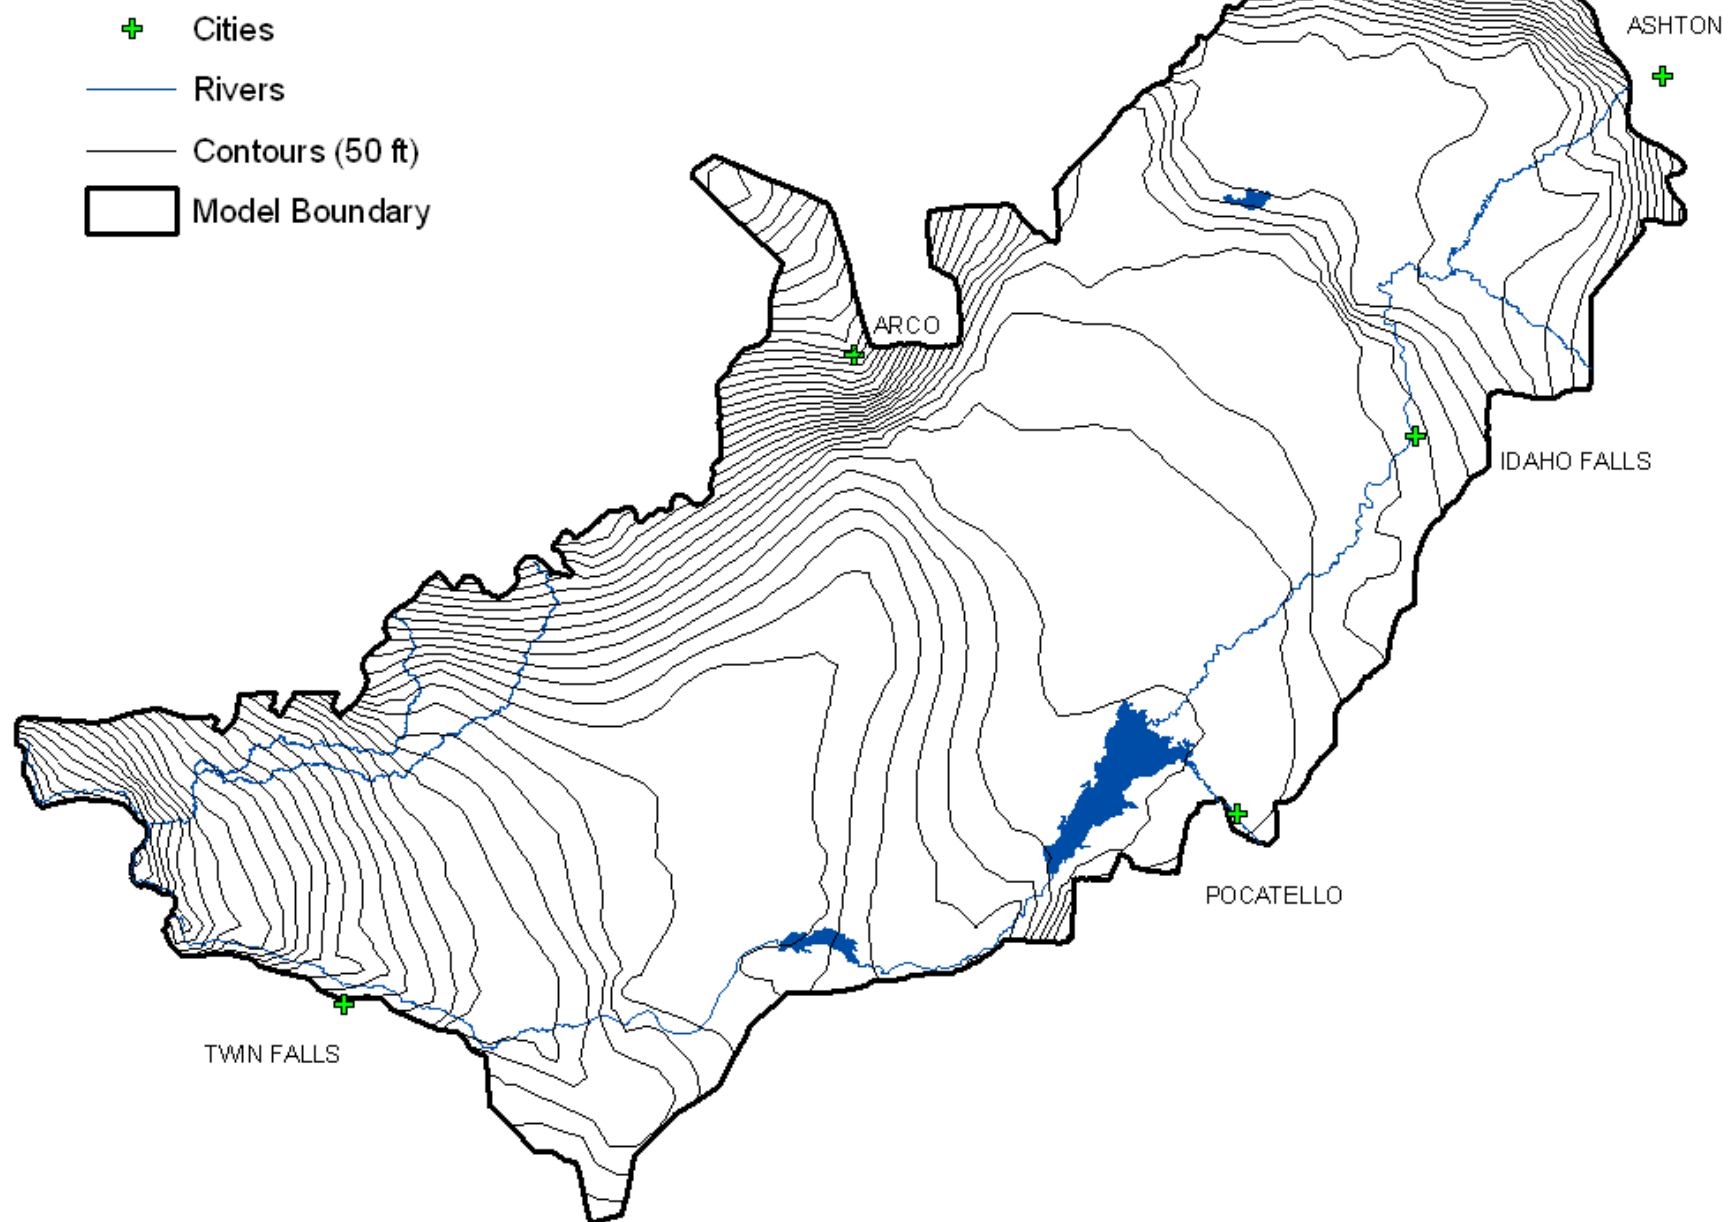 Cities
Rivers
Contours (50 ft)
Model Boundary
ASHTON
ARCO
IDAHO FALLS
POCATELLO
TWIN FALLS